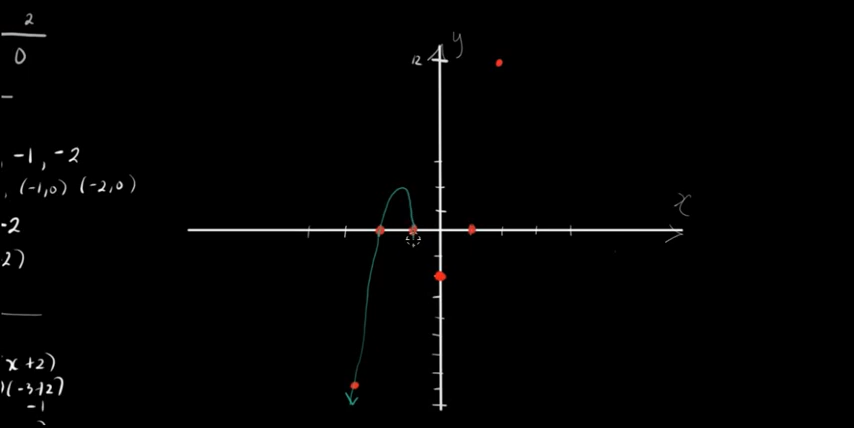 2
0
, -1, -2
, (-1,0) (-2,0)
-2
2)
x+2)
)(-3+2)
-1
12
y
x